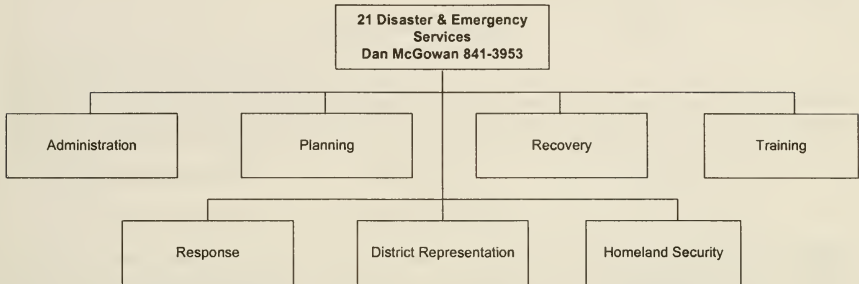 21 Disaster & Emergency
Services
Dan McGowan 841-3953
Administration
Planning
Recovery
Training
Response
District Representation
Homeland Security